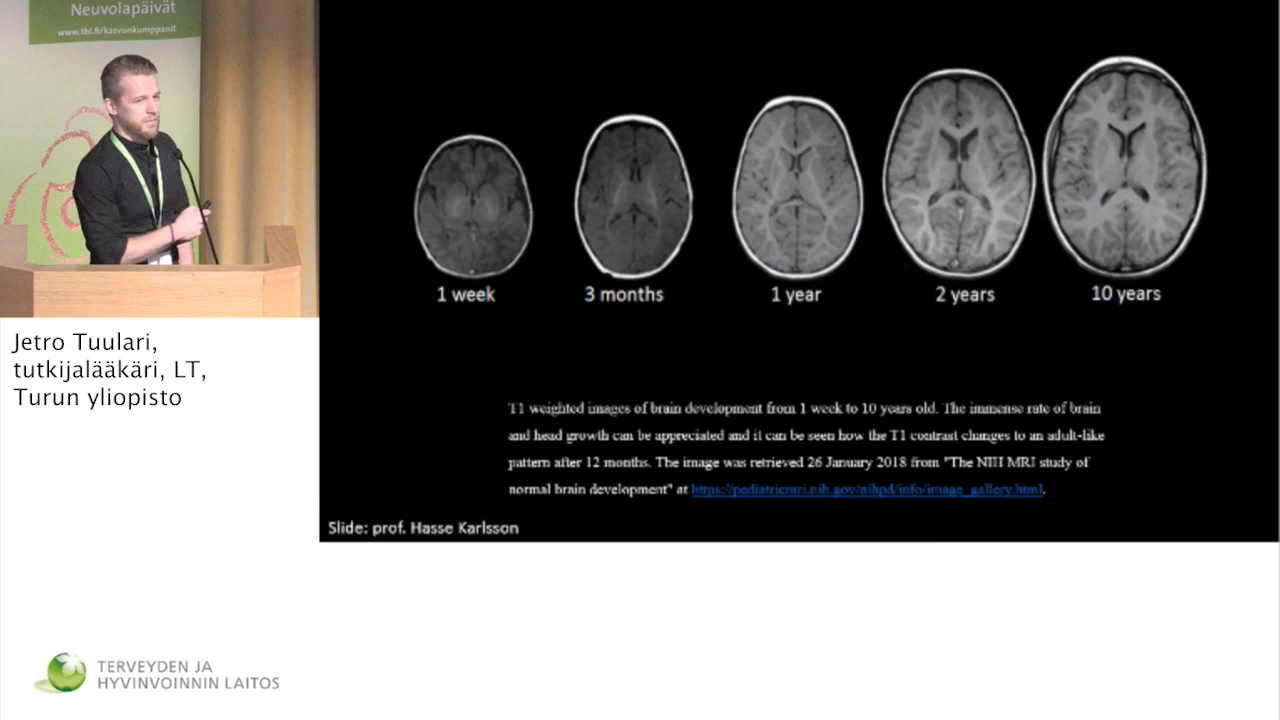 Neuvolapäivät
www.thl.fi/kasvunkumppanit
Jetro Tuulari,
tutkijalääkäri, LT,
Turun yliopisto
1 week
3 months
1 year
2 years
10 years
T1 weighted images of brain development from 1 week to 10 years old. The immense rate of brain
and head growth can be appreciated and it can be seen how the T1 contrast changes to an adult-like
pattern after 12 months. The image was retrieved 26 January 2018 from "The NIH MRI study of
normal brain development" at https://pediatricmri.nih.gov/nihpd/info/image_gallery.html.
Slide: prof. Hasse Karlsson
TERVEYDEN JA
HYVINVOINNIN LAITOS